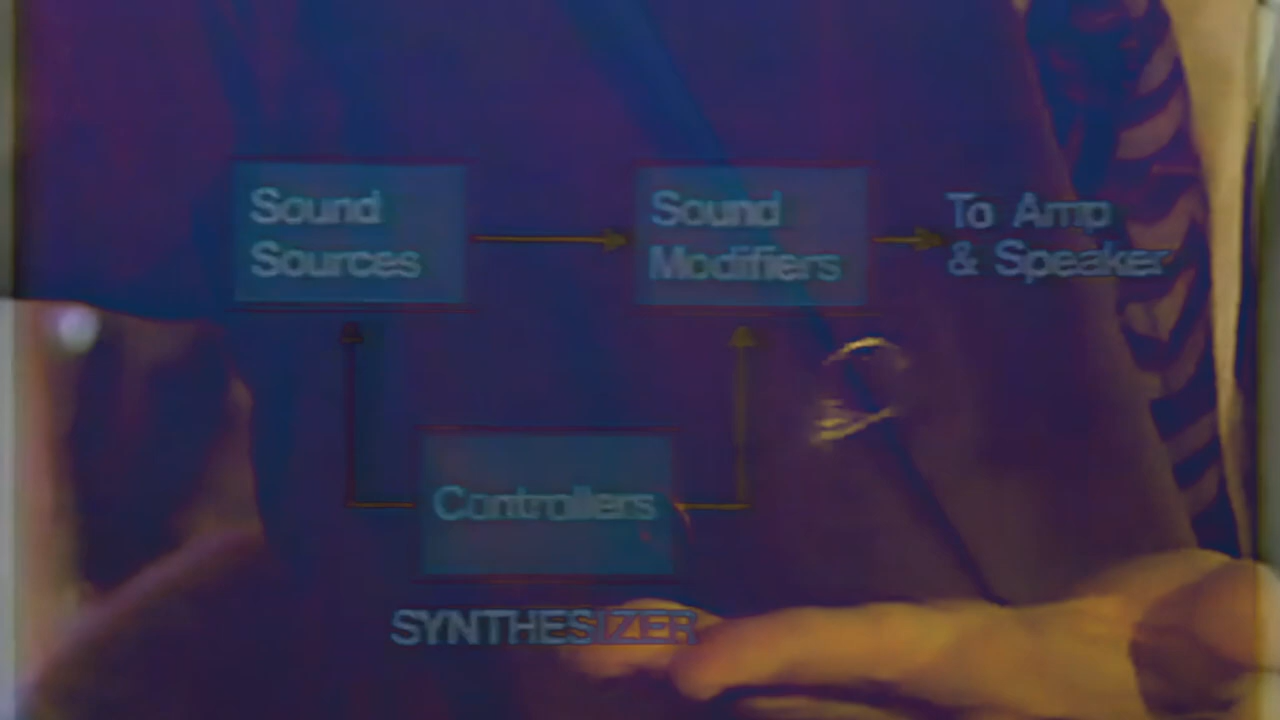 Sound
Sources
Sound
Modifiers
To Amp
& Speaker
Controllers
SYNTHESIZER